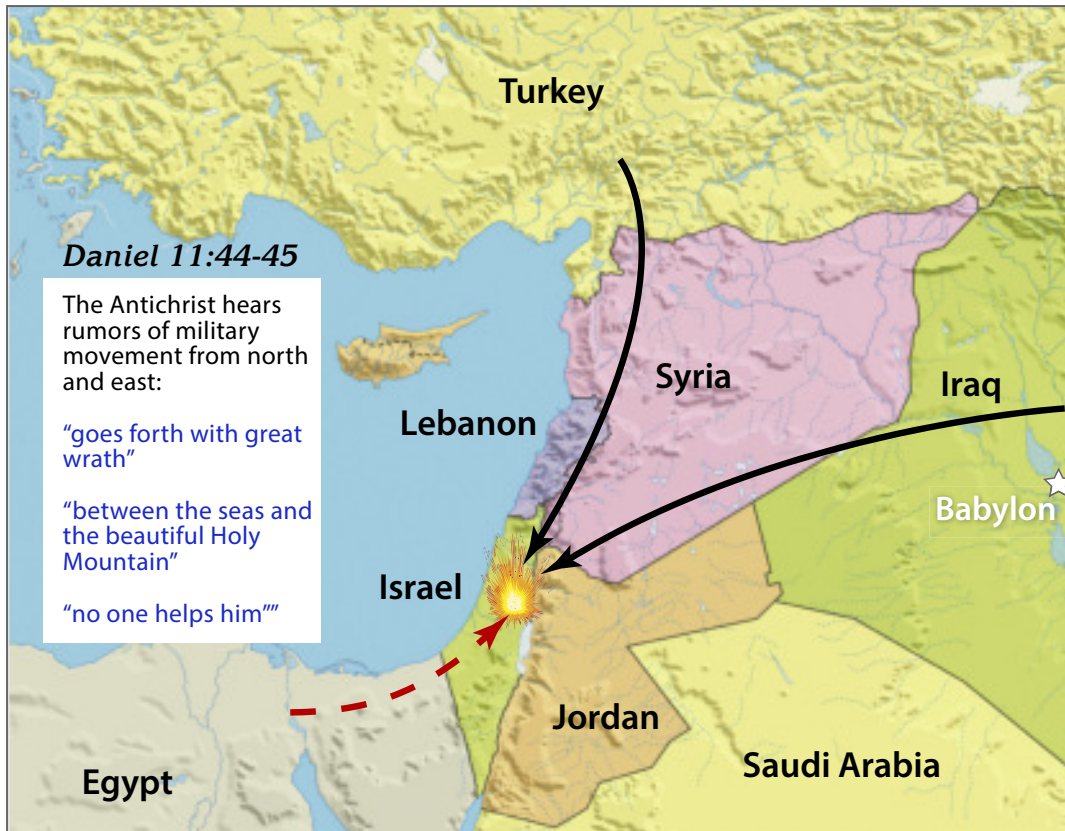 Turkey
Daniel 11:44-45
The Antichrist hears
rumors of military
movement from north
and east:
“goes forth with great
wrath”
“between the seas and
the beautiful Holy
Mountain”
“no one helps him””
Syria
Iraq
Lebanon
Babylon
Israel
Jordan
Saudi Arabia
Egypt